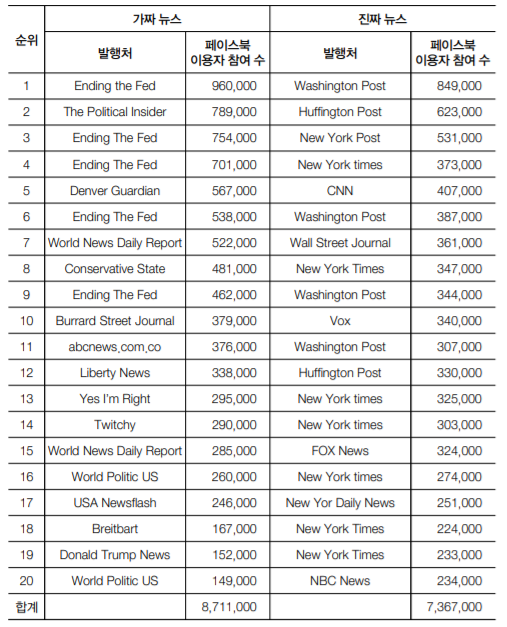 순위 가짜 뉴스 진짜 뉴스
발행처 페이스북 이용자 참여 수 발행처 페이스북 이용자 참여 수
1 Ending the Fed 960,000 Washington Post 849,000
2 The Political Insider 789,000 Huffington Post 623,000
3 Ending The Fed 754,000 New York Post 531,000
4 Ending The Fed 701,000 New York times 373,000
5 Denver Guardian 567,000 CNN 407,000
6 Ending The Fed 538,000 Washington Post 387,000
7 World News Daily Report 522,000 Wall Street Journal 361,000
8 Conservative State 481,000 New York Times 347,000
9 Ending The Fed 462,000 Washington Post 344,000
10 Burrard Street Journal 379,000 Vox 340,000
11 abcnews,com,co 376,000 Washington Post 307,000
12 Liberty News 338,000 Huffington Post 330,000
13 Yes I'm Right 295,000 New York times 325,000
14 Twitchy 290,000 New York times 303,000
15 World News Daily Report 285,000 FOX News 324,000
16 World Politic US 260,000 New York times 274,000
17 USA Newsflash 246,000 New Yor Daily News 251,000
18 Breitbart 167,000 New York Times 224,000
19 Donald Trump News 152,000 New York Times 233,000
20 World Politic US 149,000 NBC News 234,000
합계 8,711,000 7,367,000